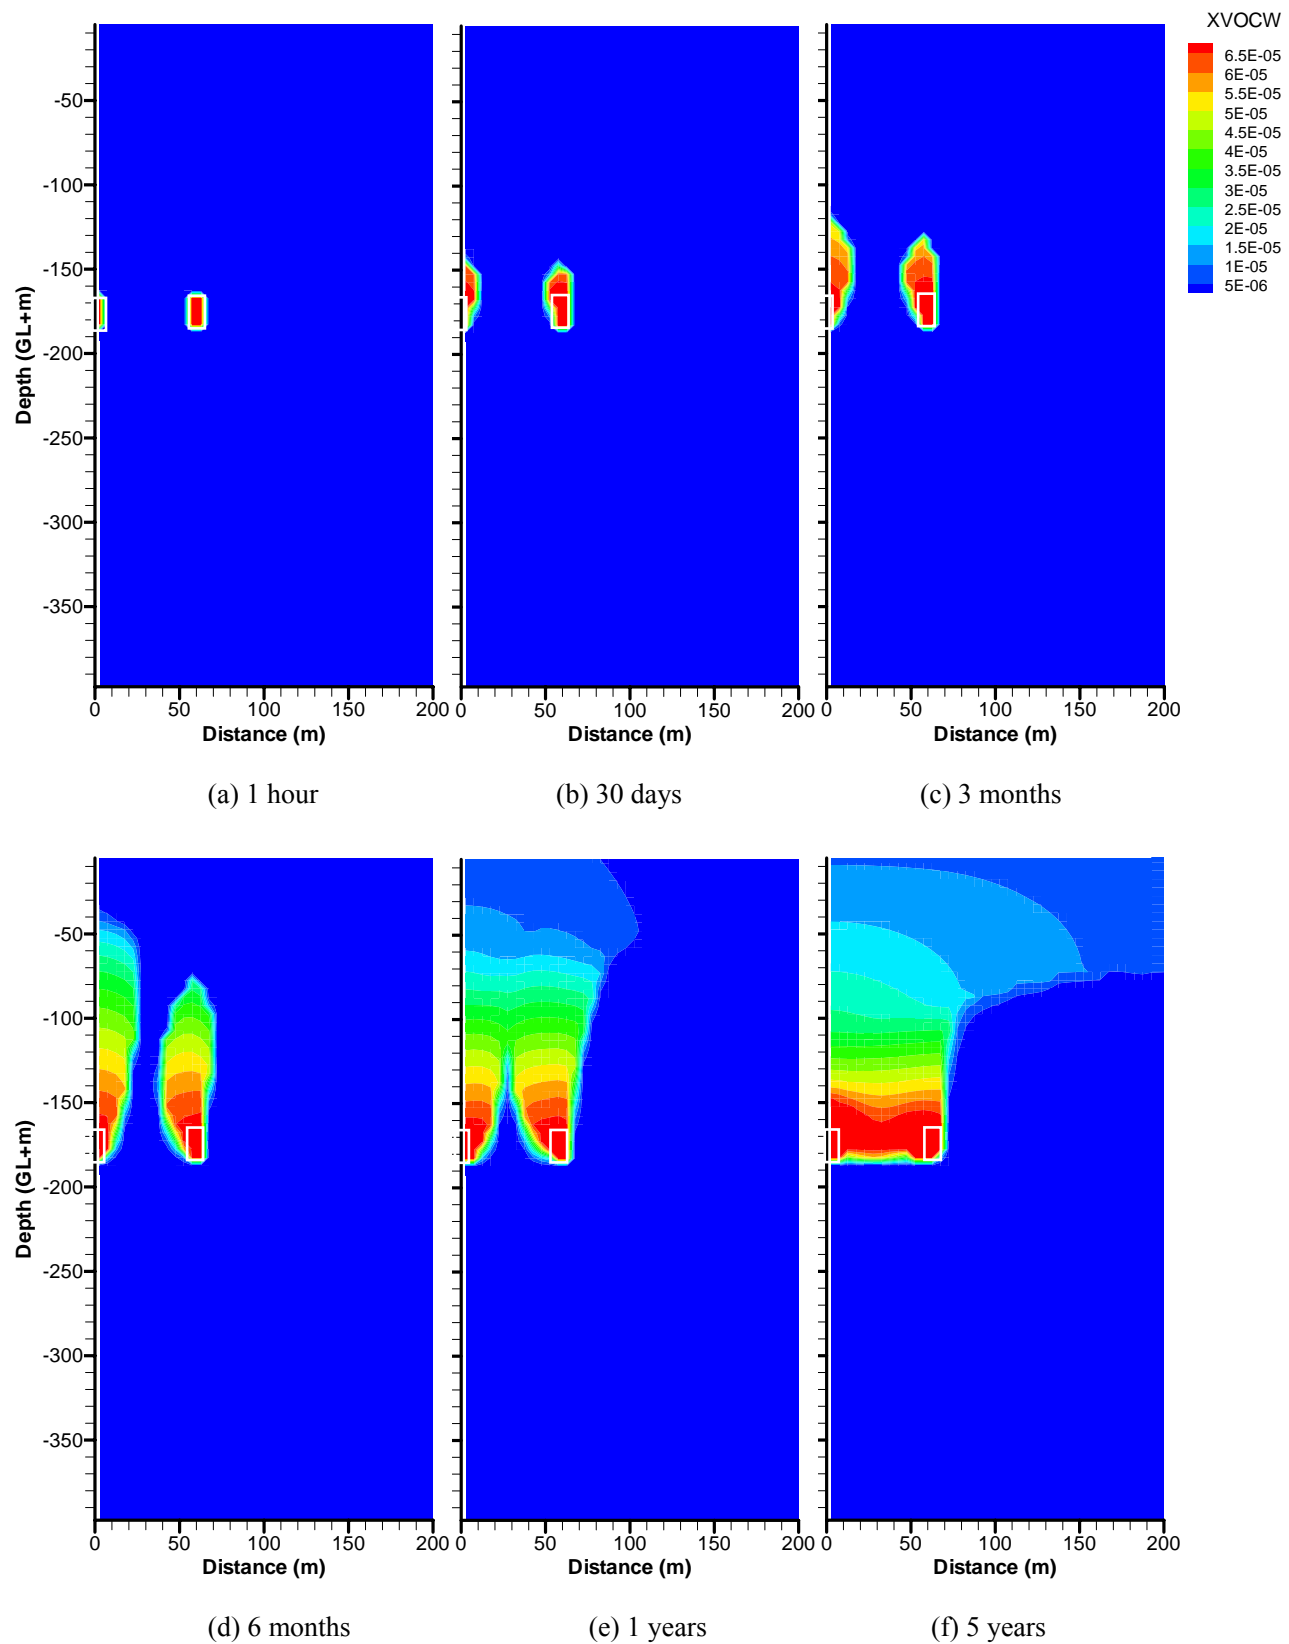 XVOCW
6.5E-05
6E-05
5.5E-05
5E-05
4.5E-05
4E-05
3.5E-05
3E-05
2.5E-05
2E-05
1.5E-05
1E-05
5E-06
Depth (GL+m)
-50
-100
-150
-200
-250
-300
-350
0 50 100 150 200
0 50 100 150 200
0 50 100 150 200
Distance (m) Distance (m) Distance (m)
(a) 1 hour (b) 30 days (c) 3 months
Depth (GL+m)
-50
-100
-150
-200
-250
-300
-350
0 50 100 150 200
0 50 100 150 200
0 50 100 150 200
Distance (m) Distance (m) Distance (m)
(d) 6 months (e) 1 years (f) 5 years